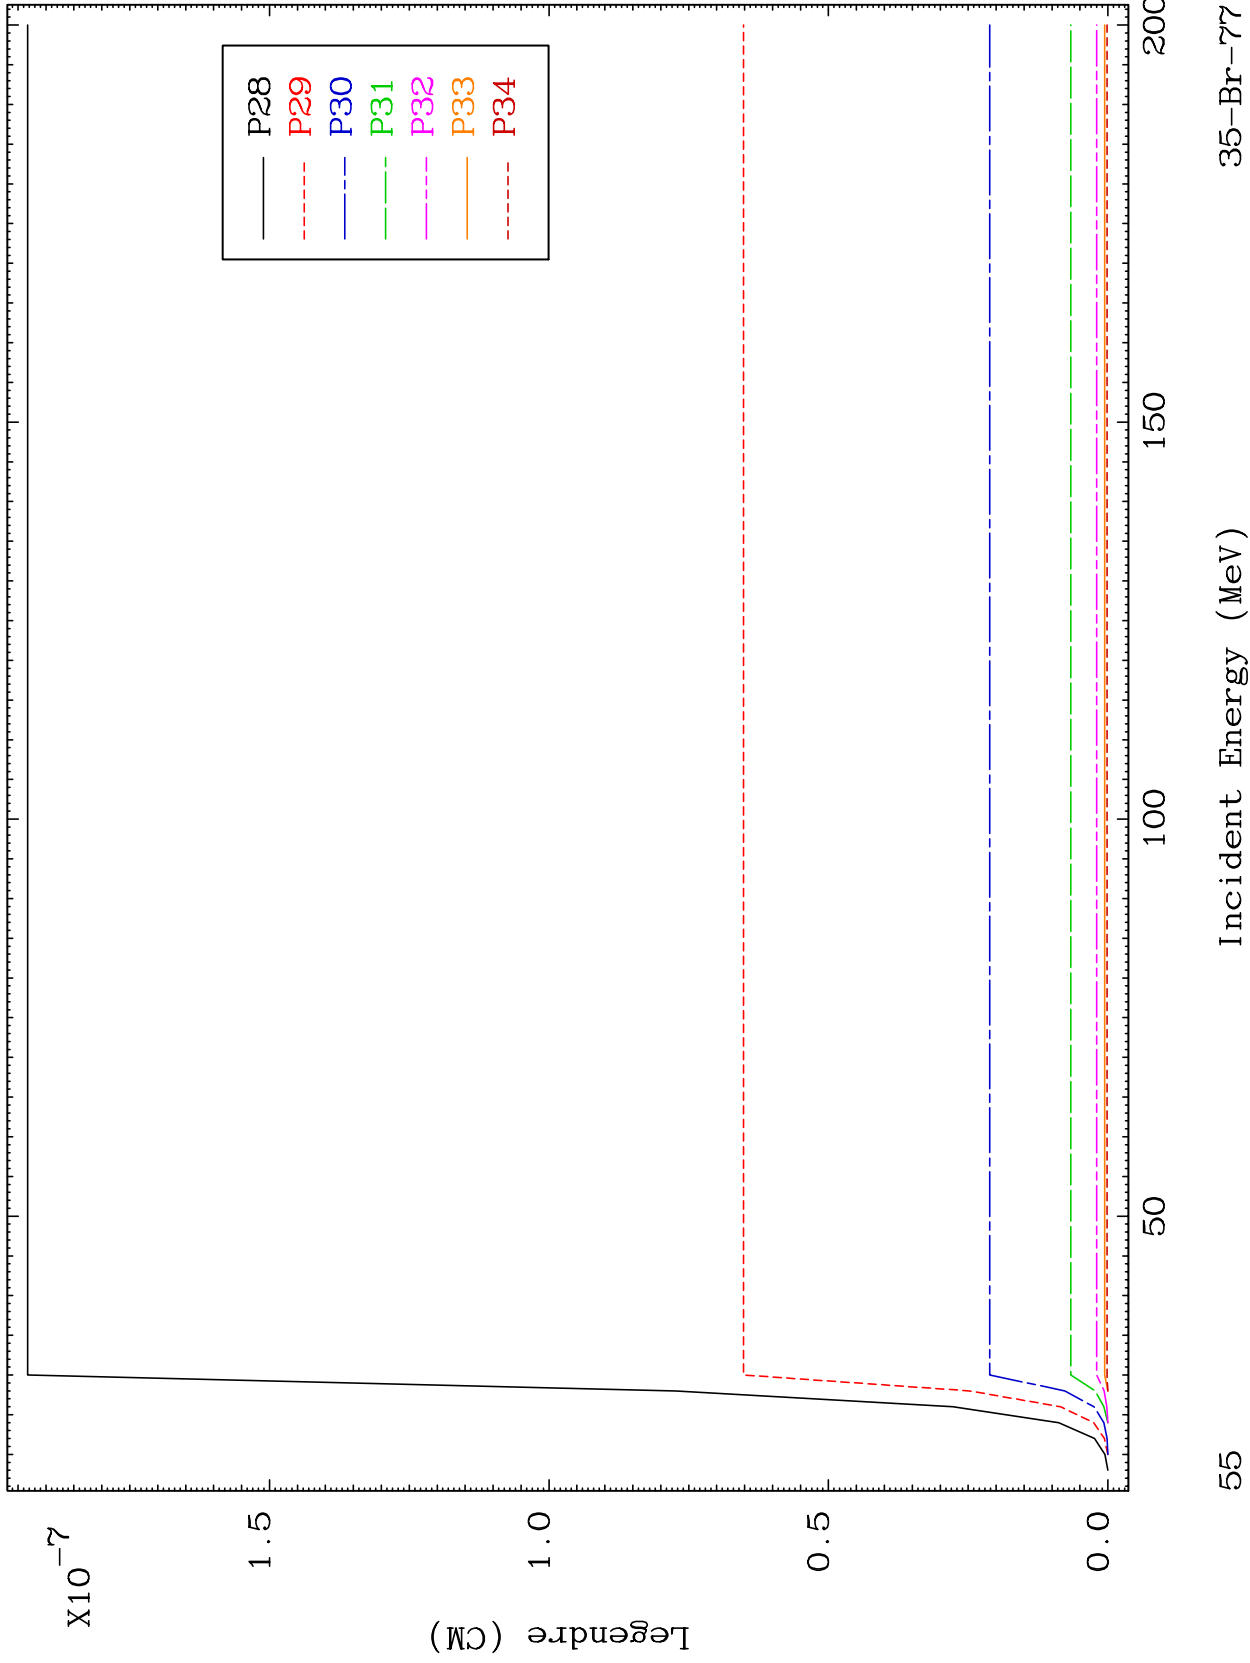 X10-7
1.5
1.0
0.5
0.0
Legendre (CM)
P28
P29
P30
P31
P32
P33
P34
50
100
150
200
Incident Energy (MeV)
55
35-Br-77